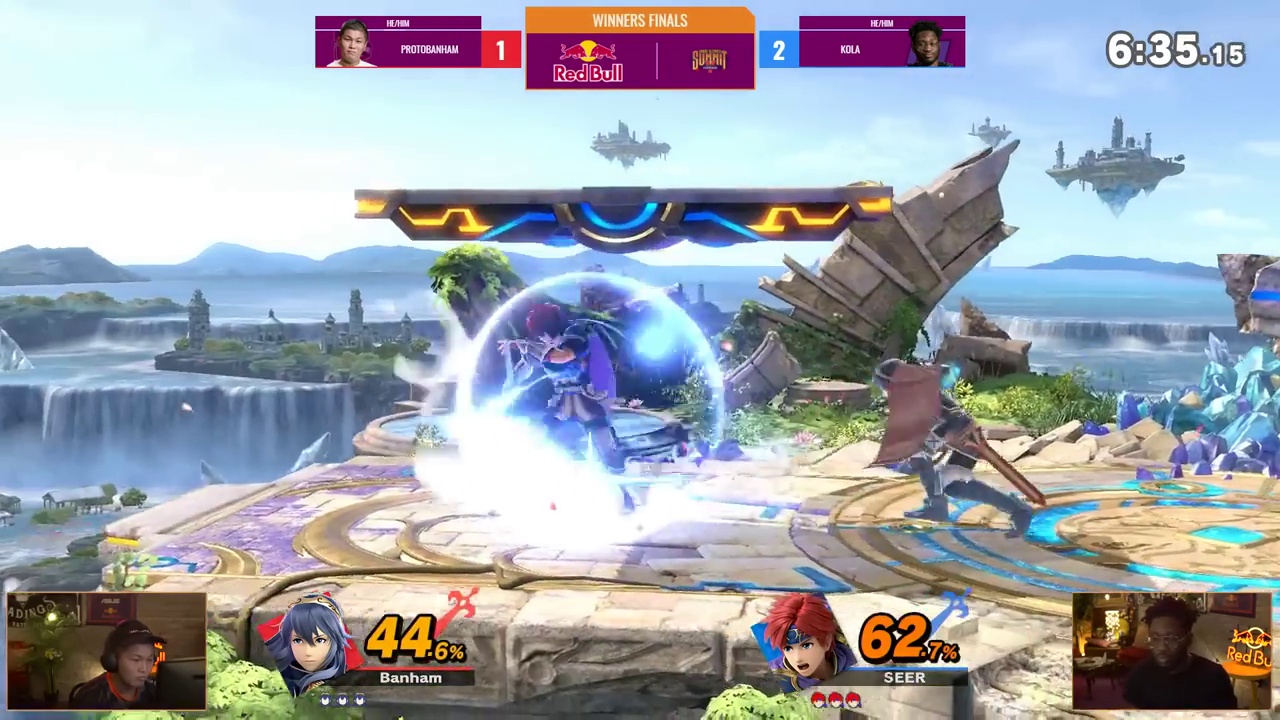 HE/HIM
PROTOBANHAM
1
WINNERS FINALS
Red Bull
SUMMIT
2
HE/HIM
KOLA
6:35.15
44.6%
Banham
62.7%
SEER
Red Bu